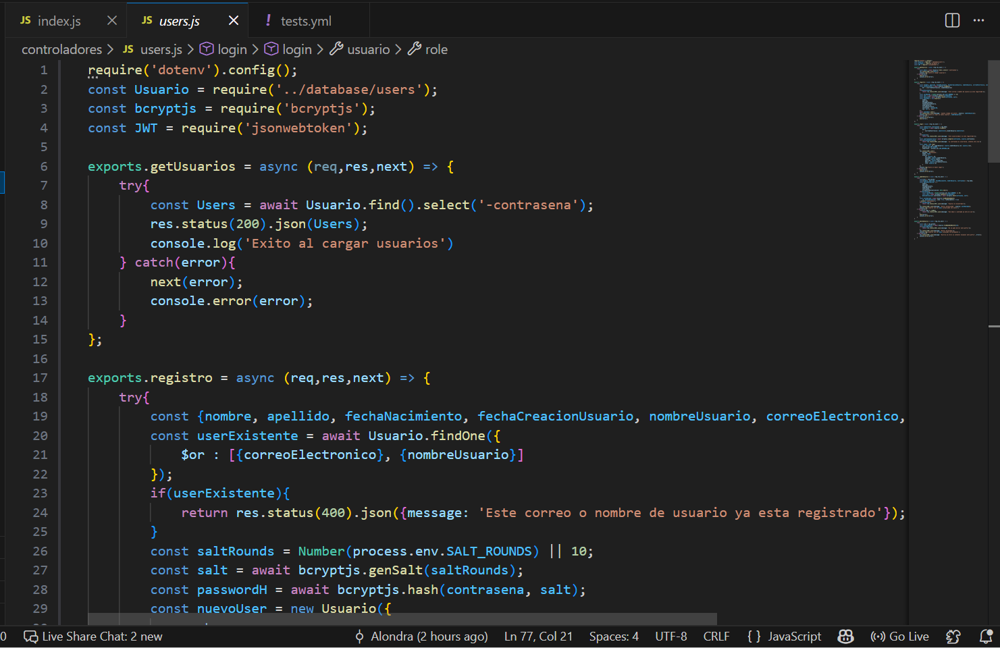 JS index.js × JS users.js × ! tests.yml ...
controladores > JS users.js > login > login > usuario > role
1 require('dotenv').config();
2 const Usuario = require('../database/users');
3 const bcryptjs = require('bcryptjs');
4 const JWT = require('jsonwebtoken');
5
6 exports.getUsuarios = async (req,res,next) => {
7 try{
8 const Users = await Usuario.find().select('-contrasena');
9 res.status(200).json(Users);
10 console.log('Exito al cargar usuarios')
11 } catch(error){
12 next(error);
13 console.error(error);
14 }
15 };
16
17 exports.registro = async (req,res,next) => {
18 try{
19 const {nombre, apellido, fechaNacimiento, fechaCreacionUsuario, nombreUsuario, correoElectronico,
20 const userExistente = await Usuario.findOne({
21 $or : [{correoElectronico}, {nombreUsuario}]
22 });
23 if(userExistente){
24 return res.status(400).json({message: 'Este correo o nombre de usuario ya esta registrado'});
25 }
26 const saltRounds = Number(process.env.SALT_ROUNDS) || 10;
27 const salt = await bcryptjs.genSalt(saltRounds);
28 const passwordH = await bcryptjs.hash(contrasena, salt);
29 const nuevoUser = new Usuario({
0 Live Share Chat: 2 new Alondra (2 hours ago) Ln 77, Col 21 Spaces: 4 UTF-8 CRLF { } JavaScript Go Live